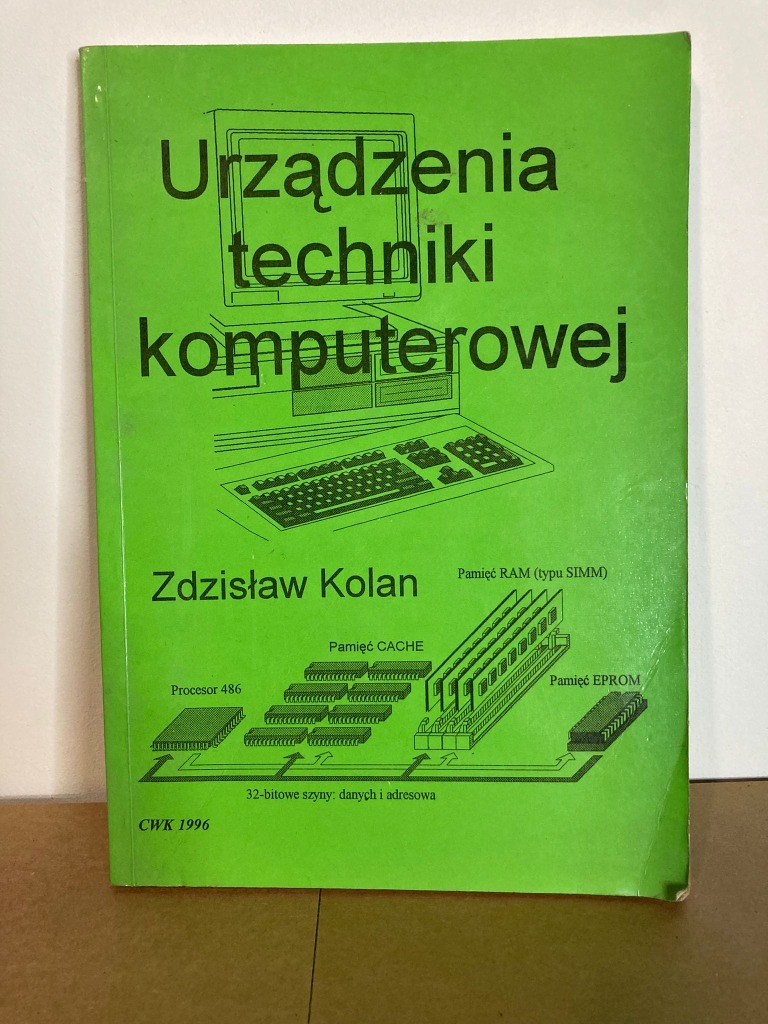 Urządzenia
techniki
komputerowej
Zdzisław Kolan
Pamięć RAM (typu SIMM)
Pamięć CACHE
Procesor 486
Pamięć EPROM
32-bitowe szyny: danych i adresowa
CWK 1996